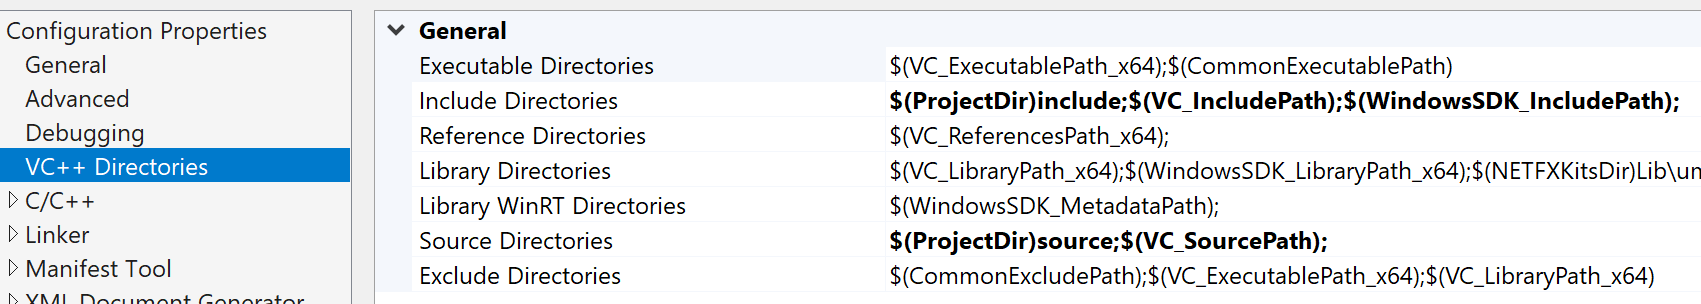 Configuration Properties
General
Advanced
Debugging
VC++ Directories
C/C++
Linker
Manifest Tool
XML Document Generator
General
Executable Directories $(VC_ExecutablePath_x64);$(CommonExecutablePath)
Include Directories $(ProjectDir)include;$(VC_IncludePath);$(WindowsSDK_IncludePath);
Reference Directories $(VC_ReferencesPath_x64);
Library Directories $(VC_LibraryPath_x64);$(WindowsSDK_LibraryPath_x64);$(NETFXKitsDir)Lib\um
Library WinRT Directories $(WindowsSDK_MetadataPath);
Source Directories $(ProjectDir)source;$(VC_SourcePath);
Exclude Directories $(CommonExcludePath);$(VC_ExecutablePath_x64);$(VC_LibraryPath_x64)